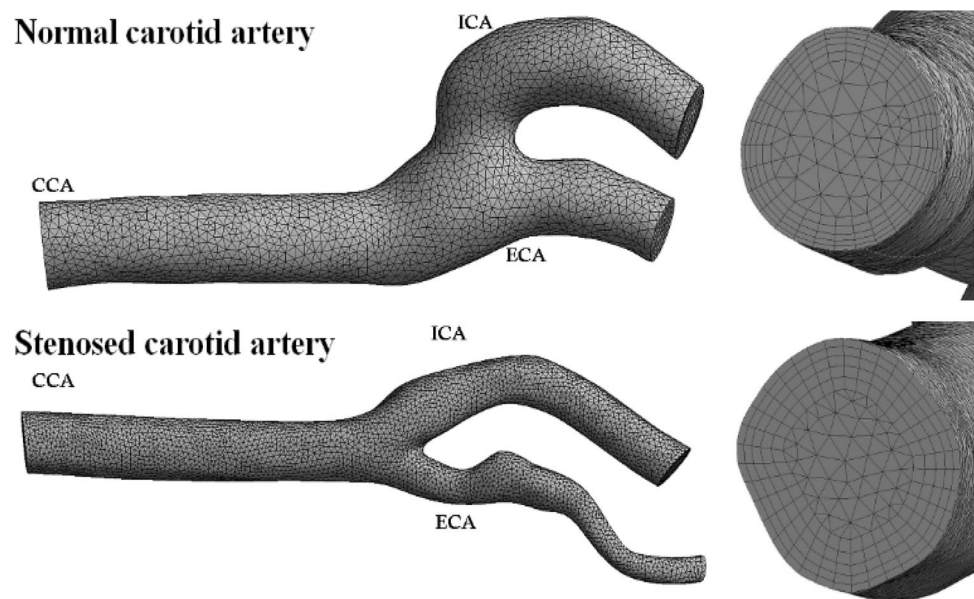 Normal carotid artery
ICA
CCA
ECA
Stenosed carotid artery
ICA
CCA
ECA